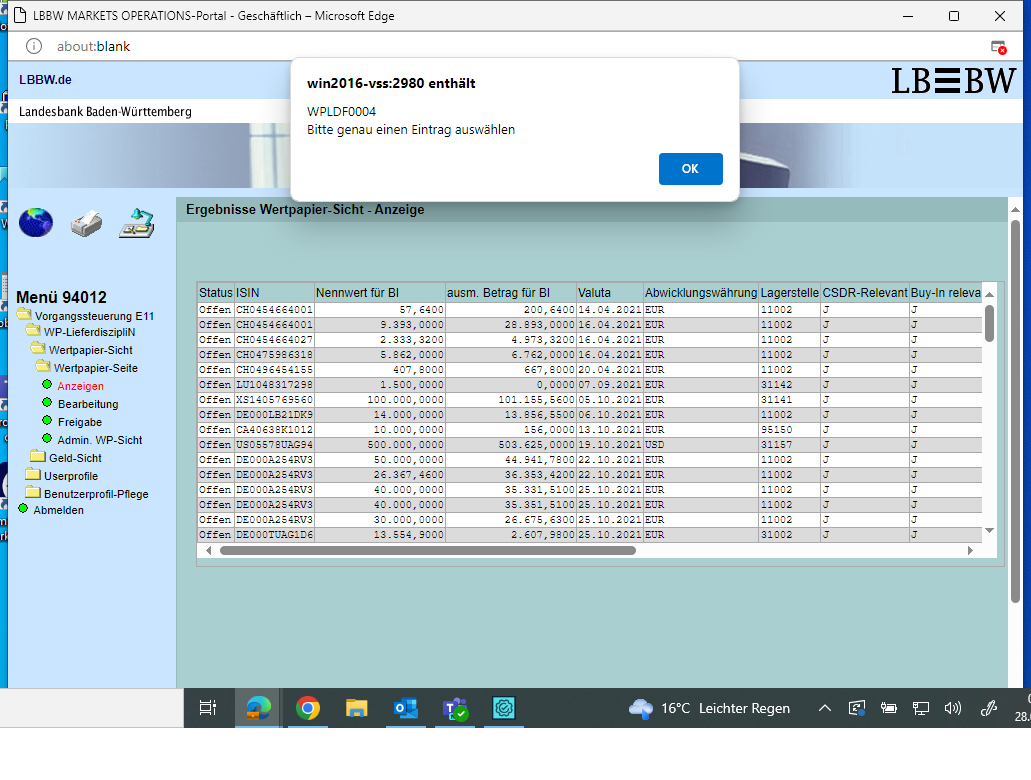 LBBW MARKETS OPERATIONS-Portal - Geschäftlich – Microsoft Edge
about:blank
LBBW.de
LBBW
Landesbank Baden-Württemberg
win2016-vss:2980 enthält
WPLDF0004
Bitte genau einen Eintrag auswählen
OK
Ergebnisse Wertpapier-Sicht - Anzeige
Menü 94012
Vorgangssteuerung E11
WP-LieferdiszipliN
Wertpapier-Sicht
Wertpapier-Seite
Anzeigen
Bearbeitung
Freigabe
Admin. WP-Sicht
Geld-Sicht
Userprofile
Benutzerprofil-Pflege
Abmelden
Status ISIN Nennwert für BI ausm. Betrag für BI Valuta Abwicklungswährung Lagerstelle CSDR-Relevant Buy-In releva
Offen CH0454664001 57,6400 200,6400 14.04.2021 EUR 11002 J J
Offen CH0454664001 9.393,0000 28.893,0000 16.04.2021 EUR 11002 J J
Offen CH0454664027 2.333,3200 4.973,3200 16.04.2021 EUR 11002 J J
Offen CH0475986318 5.862,0000 6.762,0000 16.04.2021 EUR 11002 J J
Offen CH0496454155 407,8000 667,8000 20.04.2021 EUR 11002 J J
Offen LU1048317298 1.500,0000 0,0000 07.09.2021 EUR 31142 J J
Offen XS1405769560 100.000,0000 101.155,5600 05.10.2021 EUR 31141 J J
Offen DE000LB21DK9 14.000,0000 13.856,5500 06.10.2021 EUR 11002 J J
Offen CA40638K1012 10.000,0000 156,0000 13.10.2021 EUR 95150 J J
Offen US05578UAG94 500.000,0000 503.625,0000 19.10.2021 USD 31157 J J
Offen DE000A254RV3 50.000,0000 44.941,7800 22.10.2021 EUR 11002 J J
Offen DE000A254RV3 26.367,4600 36.353,4200 22.10.2021 EUR 11002 J J
Offen DE000A254RV3 40.000,0000 35.331,5100 25.10.2021 EUR 11002 J J
Offen DE000A254RV3 40.000,0000 35.351,5100 25.10.2021 EUR 11002 J J
Offen DE000A254RV3 30.000,0000 26.675,6300 25.10.2021 EUR 11002 J J
Offen DE000TUAG1D6 13.554,9000 2.607,9800 25.10.2021 EUR 31002 J J
16°C Leichter Regen
28.